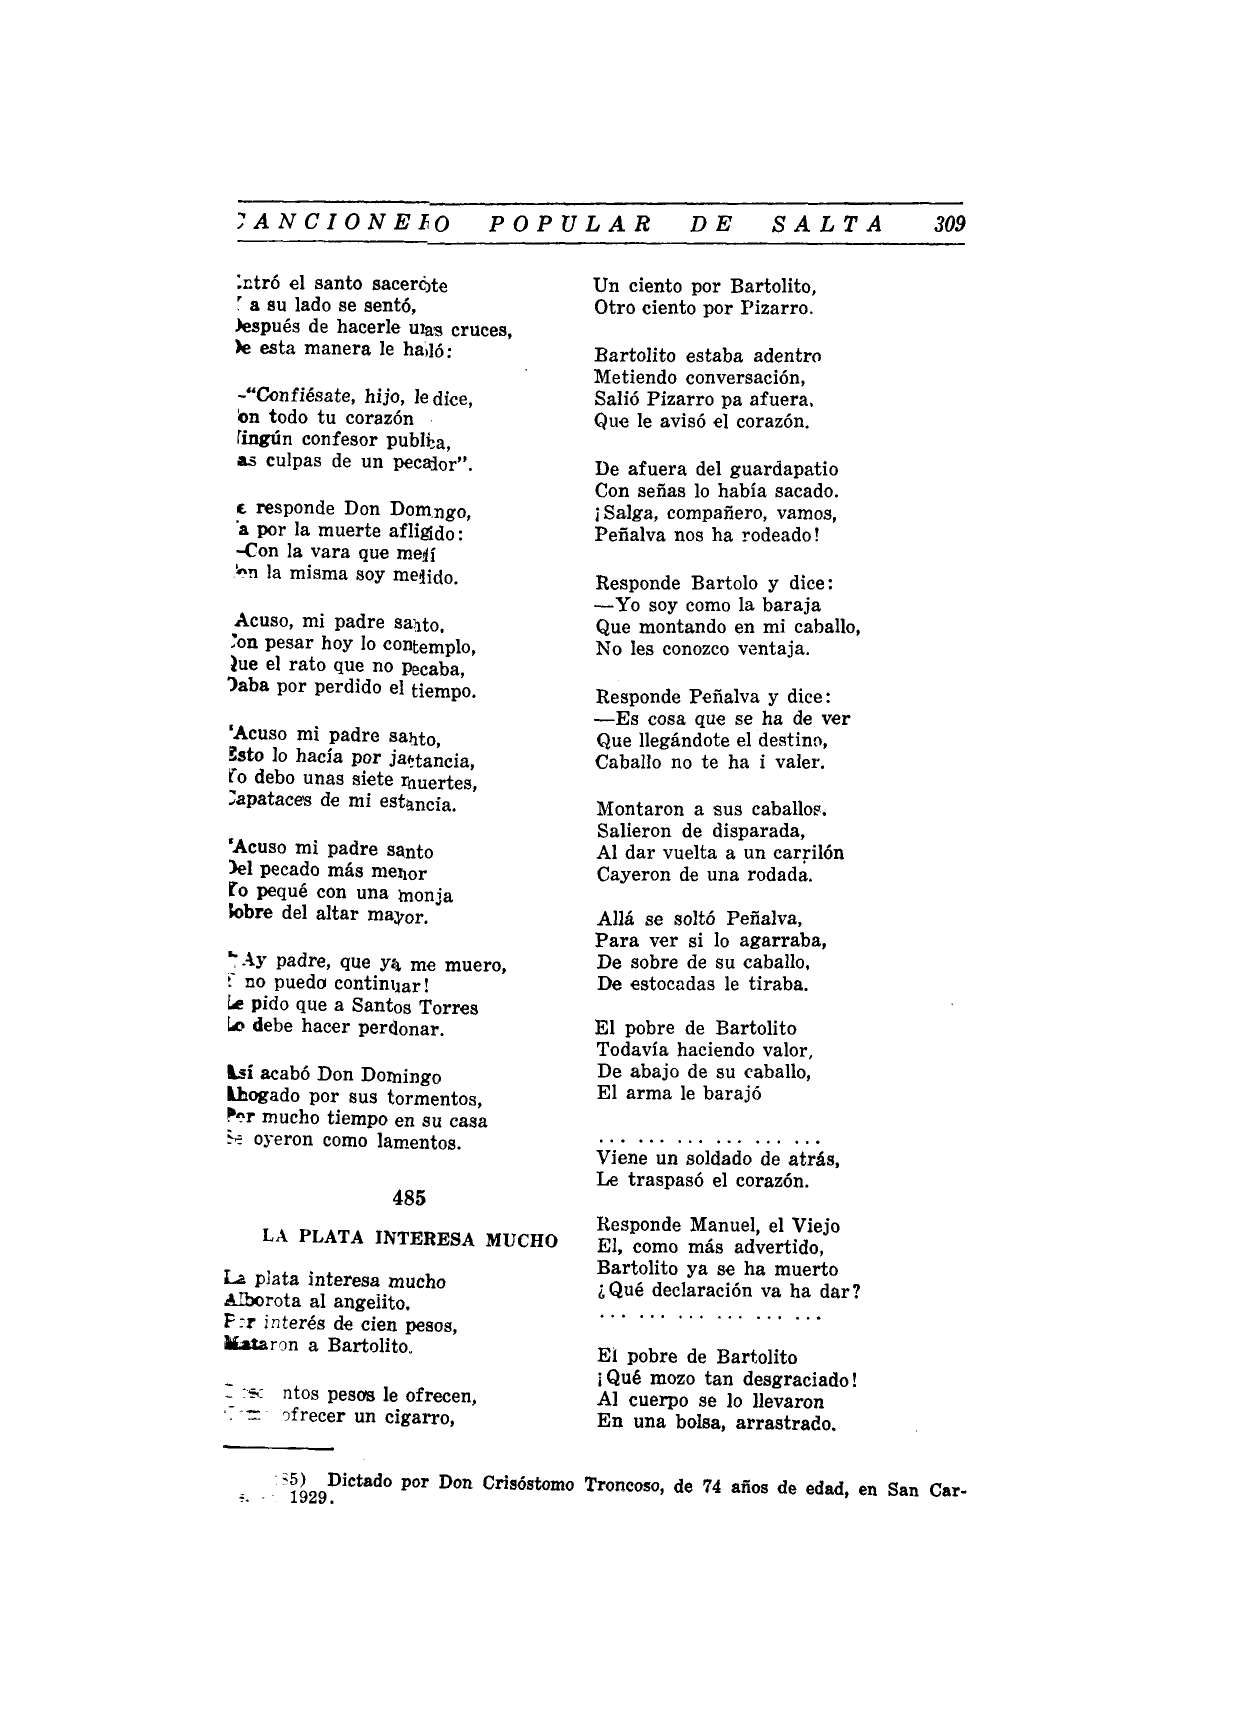 CANCIONERO POPULAR DE SALTA 309
Entró el santo sacerdote
Y a su lado se sentó,
Después de hacerle unas cruces,
De esta manera le habló:
—"Confiésate, hijo, le dice,
Con todo tu corazón
Ningún confesor publica,
Las culpas de un pecador".
Le responde Don Domingo,
Ya por la muerte afligido:
—Con la vara que medí
Con la misma soy medido.
Acuso, mi padre santo,
Con pesar hoy lo contemplo,
Que el rato que no pecaba,
Daba por perdido el tiempo.
"Acuso mi padre santo,
Esto lo hacía por jactancia,
Yo debo unas siete muertes,
Capataces de mi estancia.
"Acuso mi padre santo
Del pecado más menor
Yo pequé con una monja
Sobre del altar mayor.
Ay padre, que ya me muero,
Y no puedo continuar!
Le pido que a Santos Torres
Lo debe hacer perdonar.
Así acabó Don Domingo
Ahogado por sus tormentos,
Por mucho tiempo en su casa
Se oyeron como lamentos.
485
LA PLATA INTERESA MUCHO
La plata interesa mucho
Alborota al angelito.
Por interés de cien pesos,
Mataron a Bartolito.
ntos pesos le ofrecen,
ofrecer un cigarro,
Un ciento por Bartolito,
Otro ciento por Pizarro.
Bartolito estaba adentro
Metiendo conversación,
Salió Pizarro pa afuera.
Que le avisó el corazón.
De afuera del guardapatio
Con señas lo había sacado.
¡Salga, compañero, vamos,
Peñalva nos ha rodeado!
Responde Bartolo y dice:
—Yo soy como la baraja
Que montando en mi caballo,
No les conozco ventaja.
Responde Peñalva y dice:
—Es cosa que se ha de ver
Que llegándote el destino,
Caballo no te ha i valer.
Montaron a sus caballos.
Salieron de disparada,
Al dar vuelta a un carrilón
Cayeron de una rodada.
Allá se soltó Peñalva,
Para ver si lo agarraba,
De sobre de su caballo,
De estocadas le tiraba.
El pobre de Bartolito
Todavía haciendo valor,
De abajo de su caballo,
El arma le barajó
... ... ... ... ... ...
Viene un soldado de atrás,
Le traspasó el corazón.
Responde Manuel, el Viejo
El, como más advertido,
Bartolito ya se ha muerto
¿Qué declaración va ha dar?
... ... ... ... ... ...
El pobre de Bartolito
¡Qué mozo tan desgraciado!
Al cuerpo se lo llevaron
En una bolsa, arrastrado.
85) Dictado por Don Crisóstomo Troncoso, de 74 años de edad, en San Car-
1929.